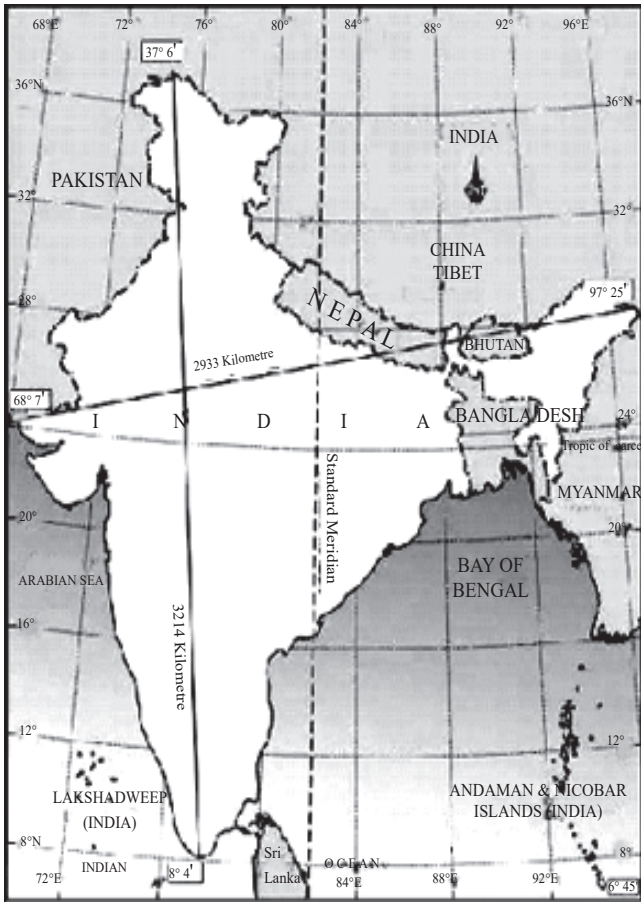 68°E 72° 76° 80° 84° 88° 92° 96°E
37° 6'
36°N
36°N
INDIA
PAKISTAN
32°
32°
CHINA
TIBET
97° 25'
28°
NEPAL
BHUTAN
2933 Kilometre
68° 7'
I N D I A
BANGLADESH
24°
Tropic of
MYANMAR
Standard Meridian
20°
20°
BAY OF
BENGAL
ARABIAN SEA
3214 Kilometre
16°
12°
12°
LAKSHADWEEP
(INDIA)
ANDAMAN & NICOBAR
ISLANDS (INDIA)
8°N
INDIAN
8° 4'
Sri
Lanka
OCEAN
72°E 84°E 88°E 92°E
6° 45'